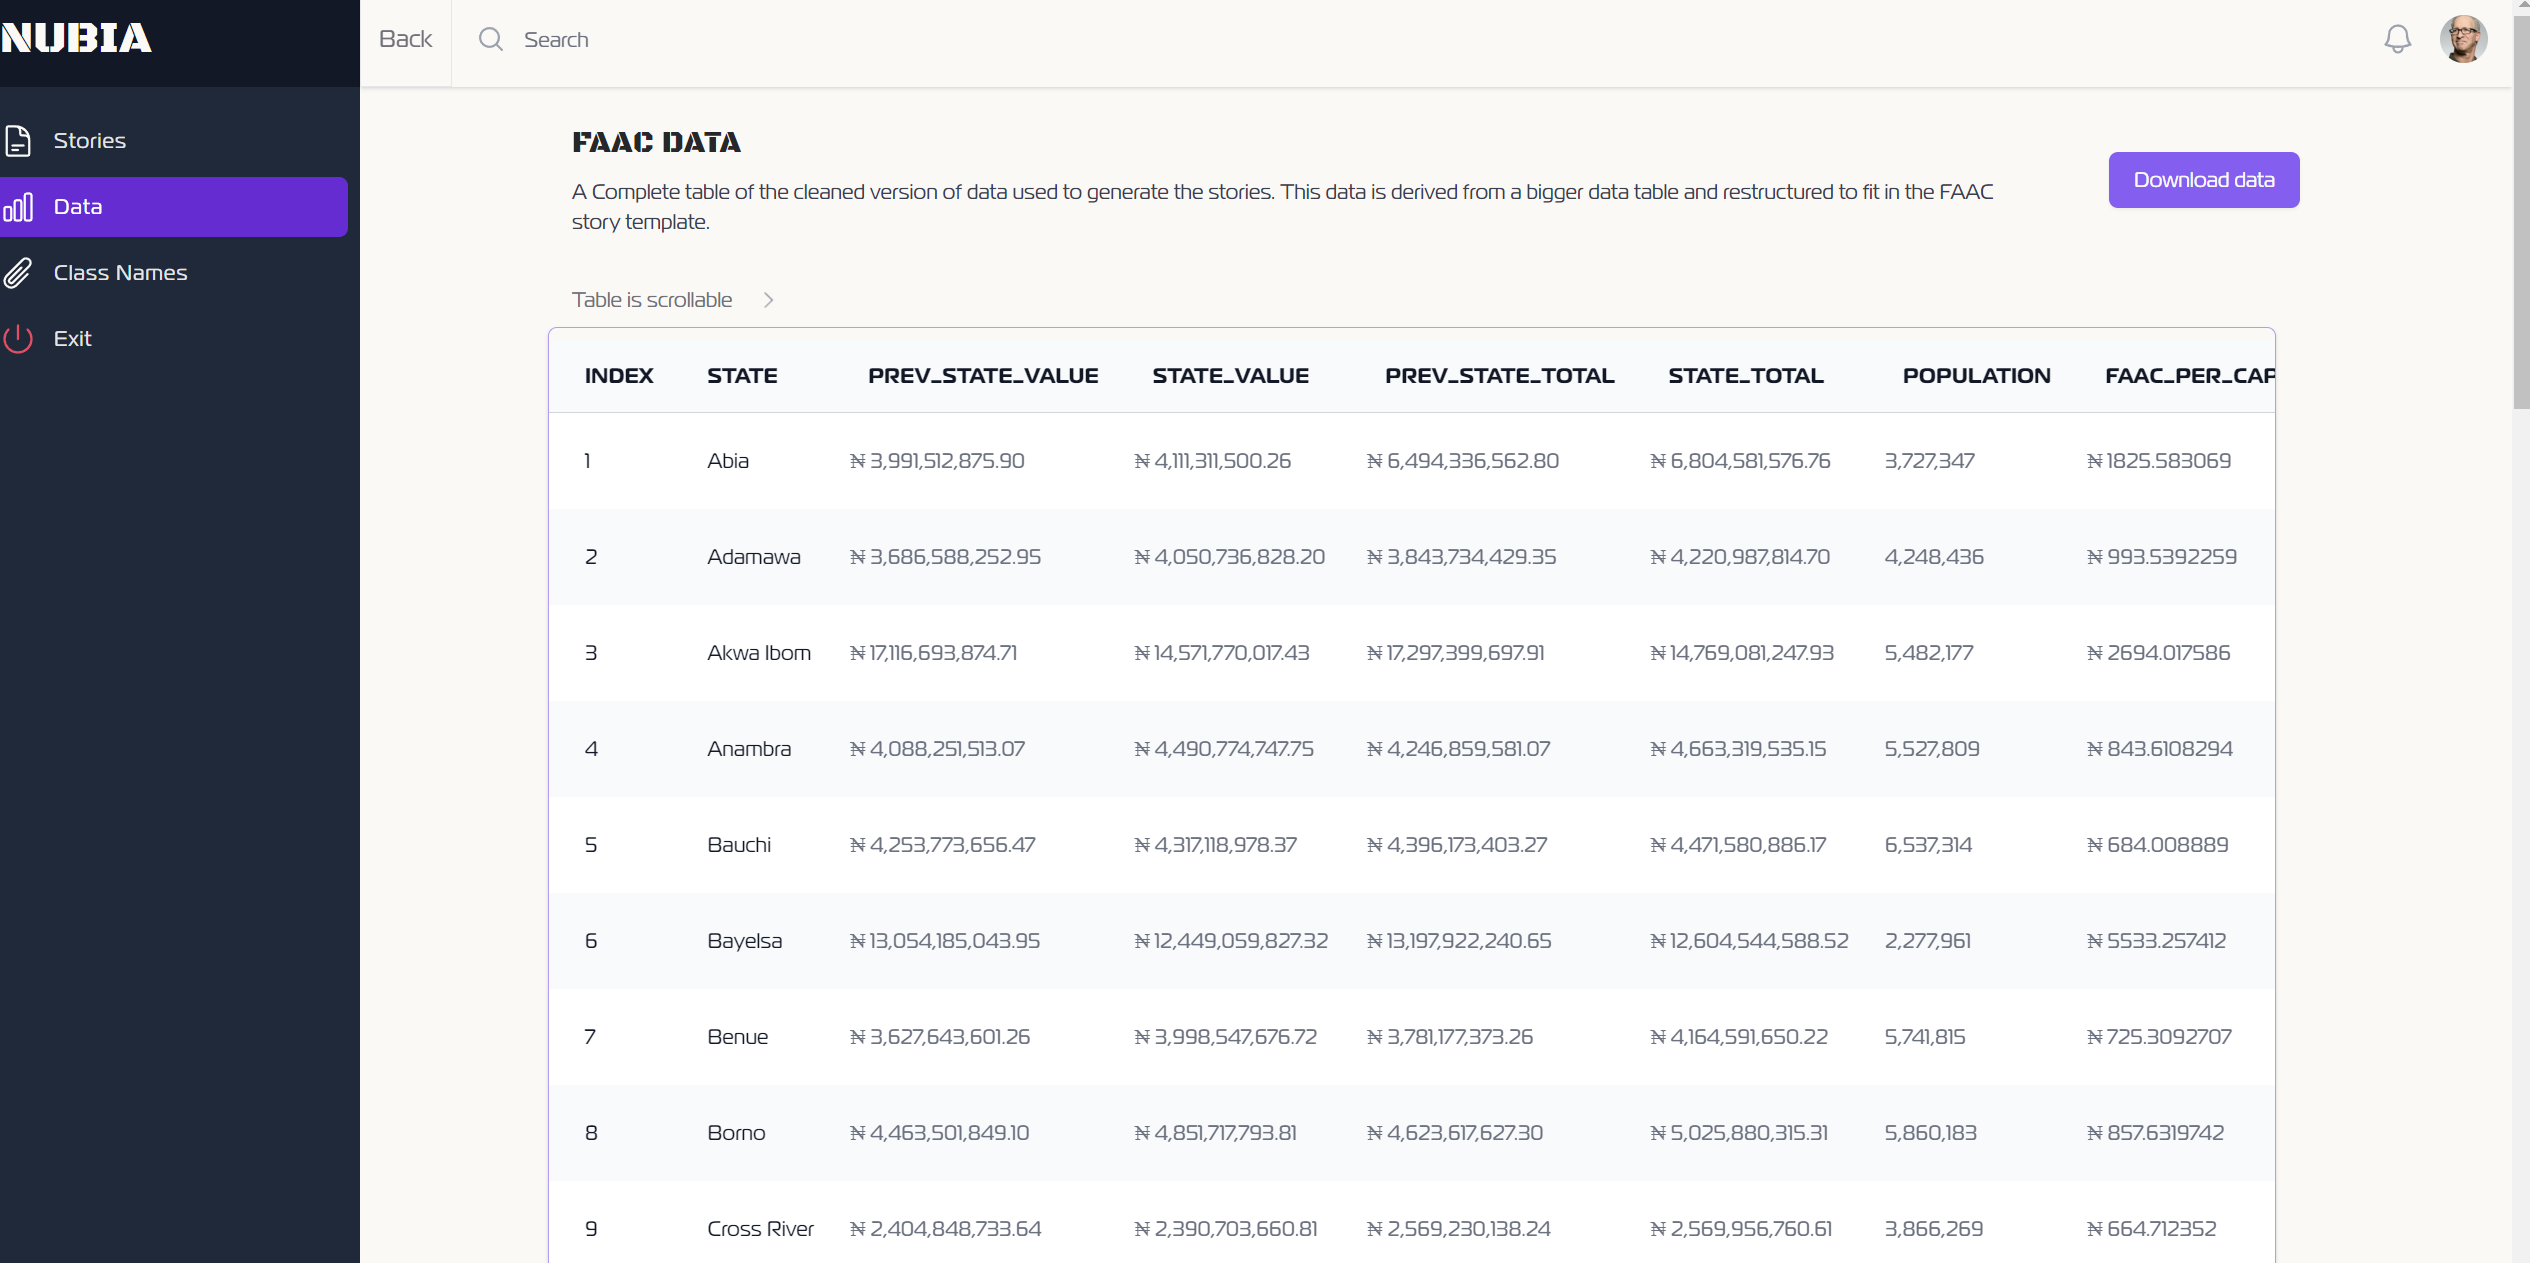 NUBIA
Back
Search
Stories
Data
Class Names
Exit
FAAC DATA
A Complete table of the cleaned version of data used to generate the stories. This data is derived from a bigger data table and restructured to fit in the FAAC
story template.
Download data
Table is scrollable
INDEX STATE PREV_STATE_VALUE STATE_VALUE PREV_STATE_TOTAL STATE_TOTAL POPULATION FAAC_PER_CAP
1 Abia ₦ 3,991,512,875.90 ₦ 4,111,311,500.26 ₦ 6,494,336,562.80 ₦ 6,804,581,576.76 3,727,347 ₦ 1825.583069
2 Adamawa ₦ 3,686,588,252.95 ₦ 4,050,736,828.20 ₦ 3,843,734,429.35 ₦ 4,220,987,814.70 4,248,436 ₦ 993.5392259
3 Akwa Ibom ₦ 17,116,693,874.71 ₦ 14,571,770,017.43 ₦ 17,297,399,697.91 ₦ 14,769,081,247.93 5,482,177 ₦ 2694.017586
4 Anambra ₦ 4,088,251,513.07 ₦ 4,490,774,747.75 ₦ 4,246,859,581.07 ₦ 4,663,319,535.15 5,527,809 ₦ 843.6108294
5 Bauchi ₦ 4,253,773,656.47 ₦ 4,317,118,978.37 ₦ 4,396,173,403.27 ₦ 4,471,580,886.17 6,537,314 ₦ 684.008889
6 Bayelsa ₦ 13,054,185,043.95 ₦ 12,449,059,827.32 ₦ 13,197,922,240.65 ₦ 12,604,544,588.52 2,277,961 ₦ 5533.257412
7 Benue ₦ 3,627,643,601.26 ₦ 3,998,547,676.72 ₦ 3,781,177,373.26 ₦ 4,164,591,650.22 5,741,815 ₦ 725.3092707
8 Borno ₦ 4,463,501,849.10 ₦ 4,851,717,793.81 ₦ 4,623,617,627.30 ₦ 5,025,880,315.31 5,860,183 ₦ 857.6319742
9 Cross River ₦ 2,404,848,733.64 ₦ 2,390,703,660.81 ₦ 2,569,230,138.24 ₦ 2,569,956,760.61 3,866,269 ₦ 664.712352